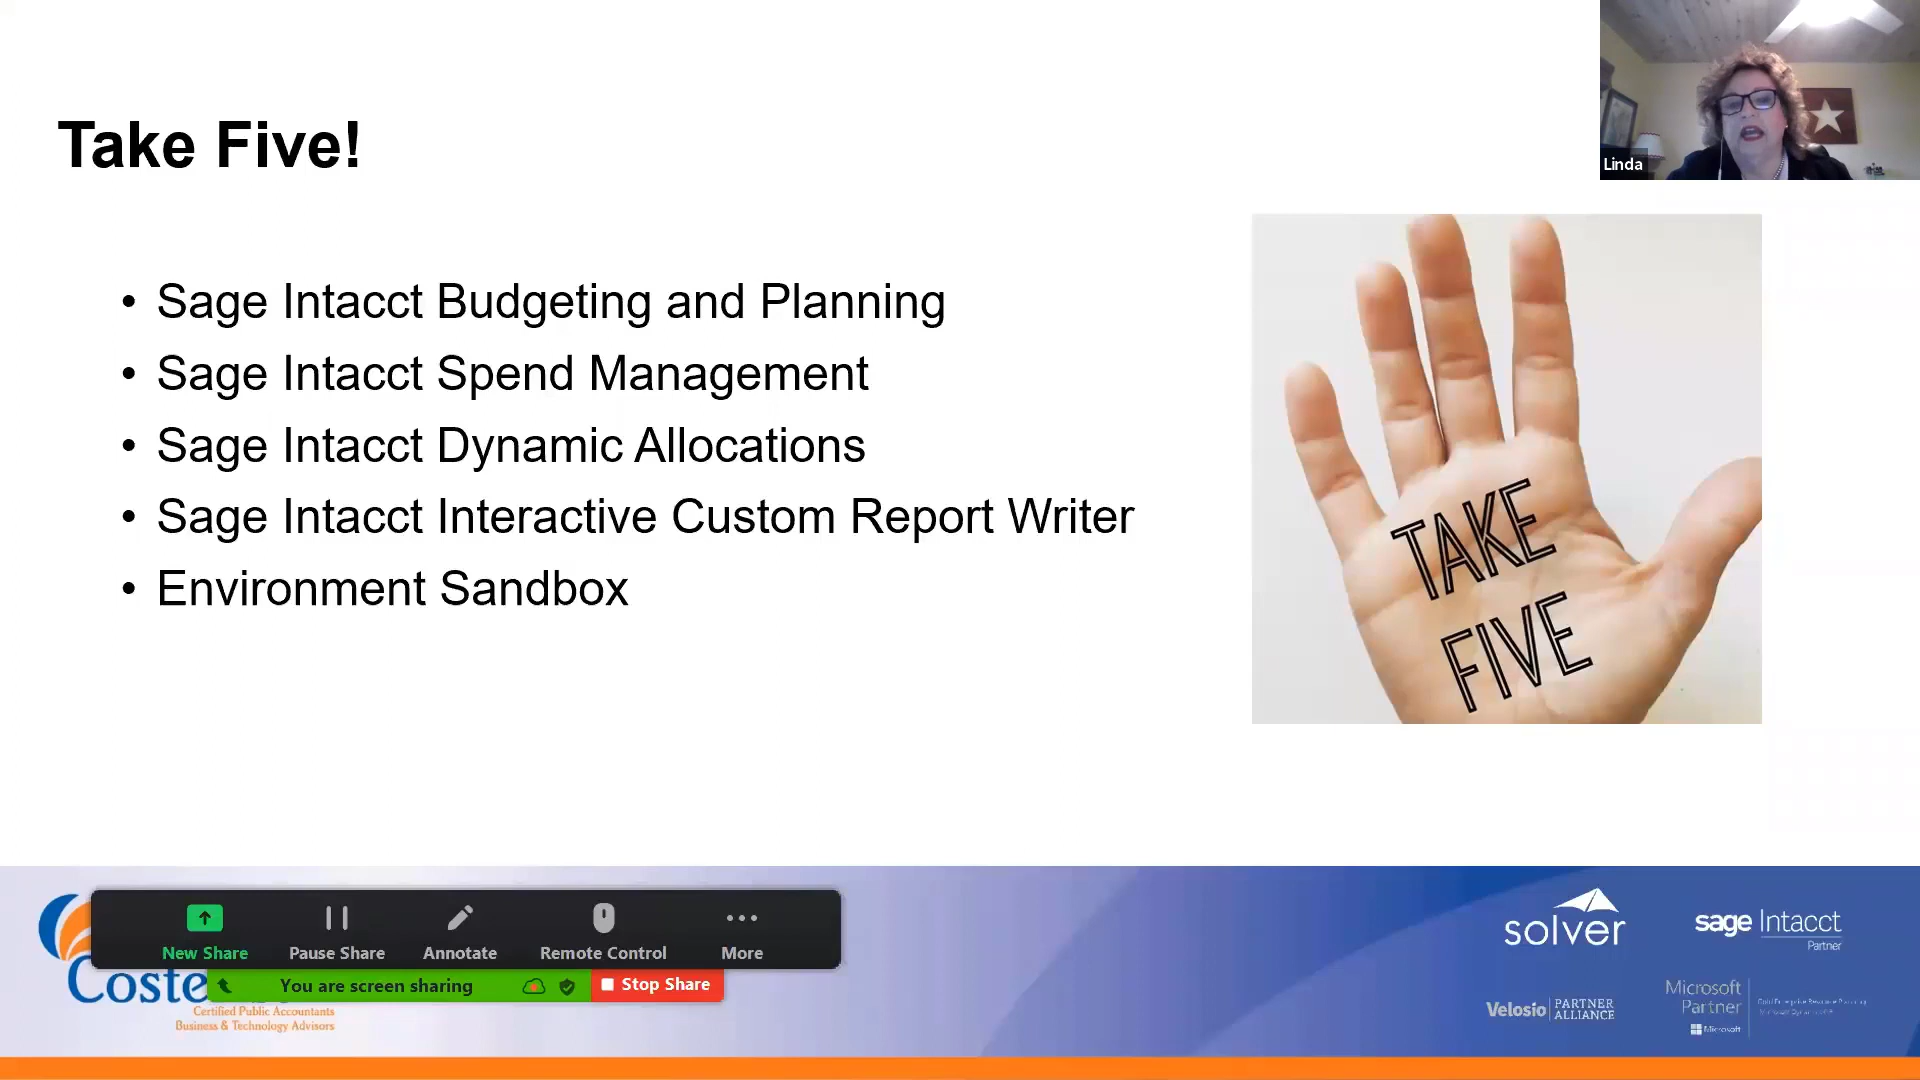 Take Five!
Linda
• Sage Intacct Budgeting and Planning
• Sage Intacct Spend Management
• Sage Intacct Dynamic Allocations
• Sage Intacct Interactive Custom Report Writer
• Environment Sandbox
TAKE
FIVE
New Share
Pause Share
Annotate
Remote Control
More
You are screen sharing
Stop Share
Certified Public Accountants
Business & Technology Advisors
solver
sage Intacct
Partner
Velosio PARTNER
ALLIANCE
Microsoft
Partner
Microsoft